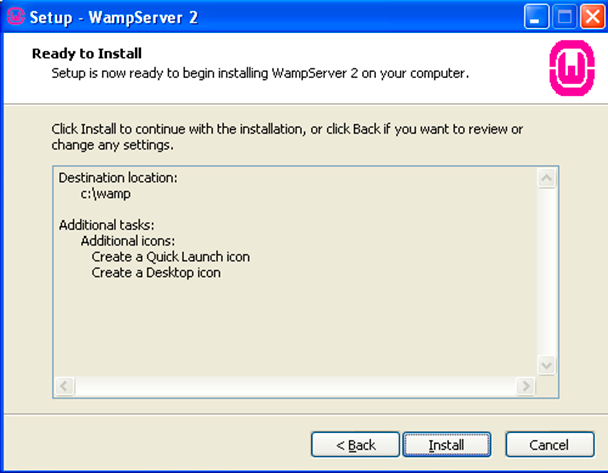 Setup - WampServer 2
Ready to Install
Setup is now ready to begin installing WampServer 2 on your computer.
Click Install to continue with the installation, or click Back if you want to review or
change any settings.
Destination location:
c:\wamp
Additional tasks:
Additional icons:
Create a Quick Launch icon
Create a Desktop icon
< Back
Install
Cancel